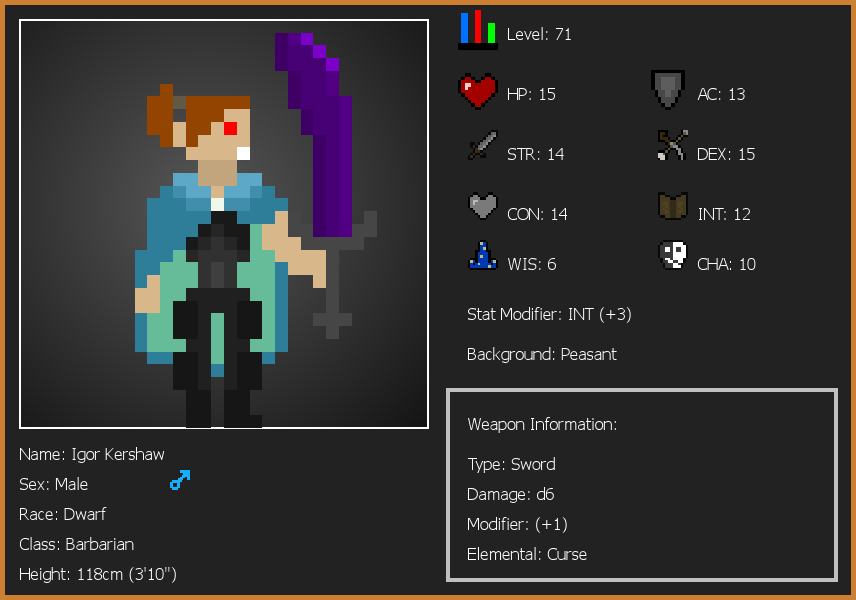 Level: 71
HP: 15
AC: 13
STR: 14
DEX: 15
CON: 14
INT: 12
WIS: 6
CHA: 10
Stat Modifier: INT (+3)
Background: Peasant
Weapon Information:
Type: Sword
Damage: d6
Modifier: (+1)
Elemental: Curse
Name: Igor Kershaw
Sex: Male
Race: Dwarf
Class: Barbarian
Height: 118cm (3'10")